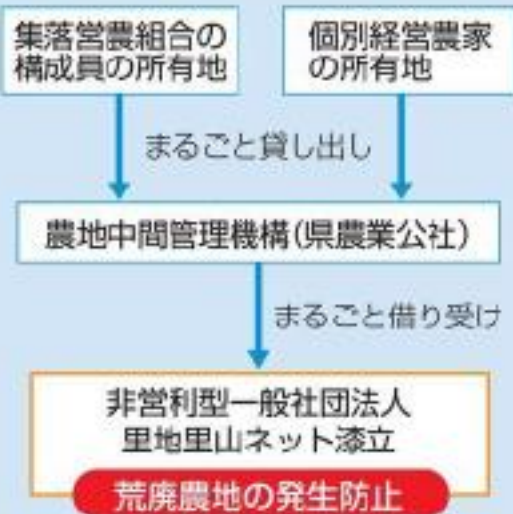 集落営農組合の
構成員の所有地
個別経営農家
の所有地
まるごと貸し出し
農地中間管理機構(県農業公社)
まるごと借り受け
非営利型一般社団法人
里地里山ネット漆立
荒廃農地の発生防止